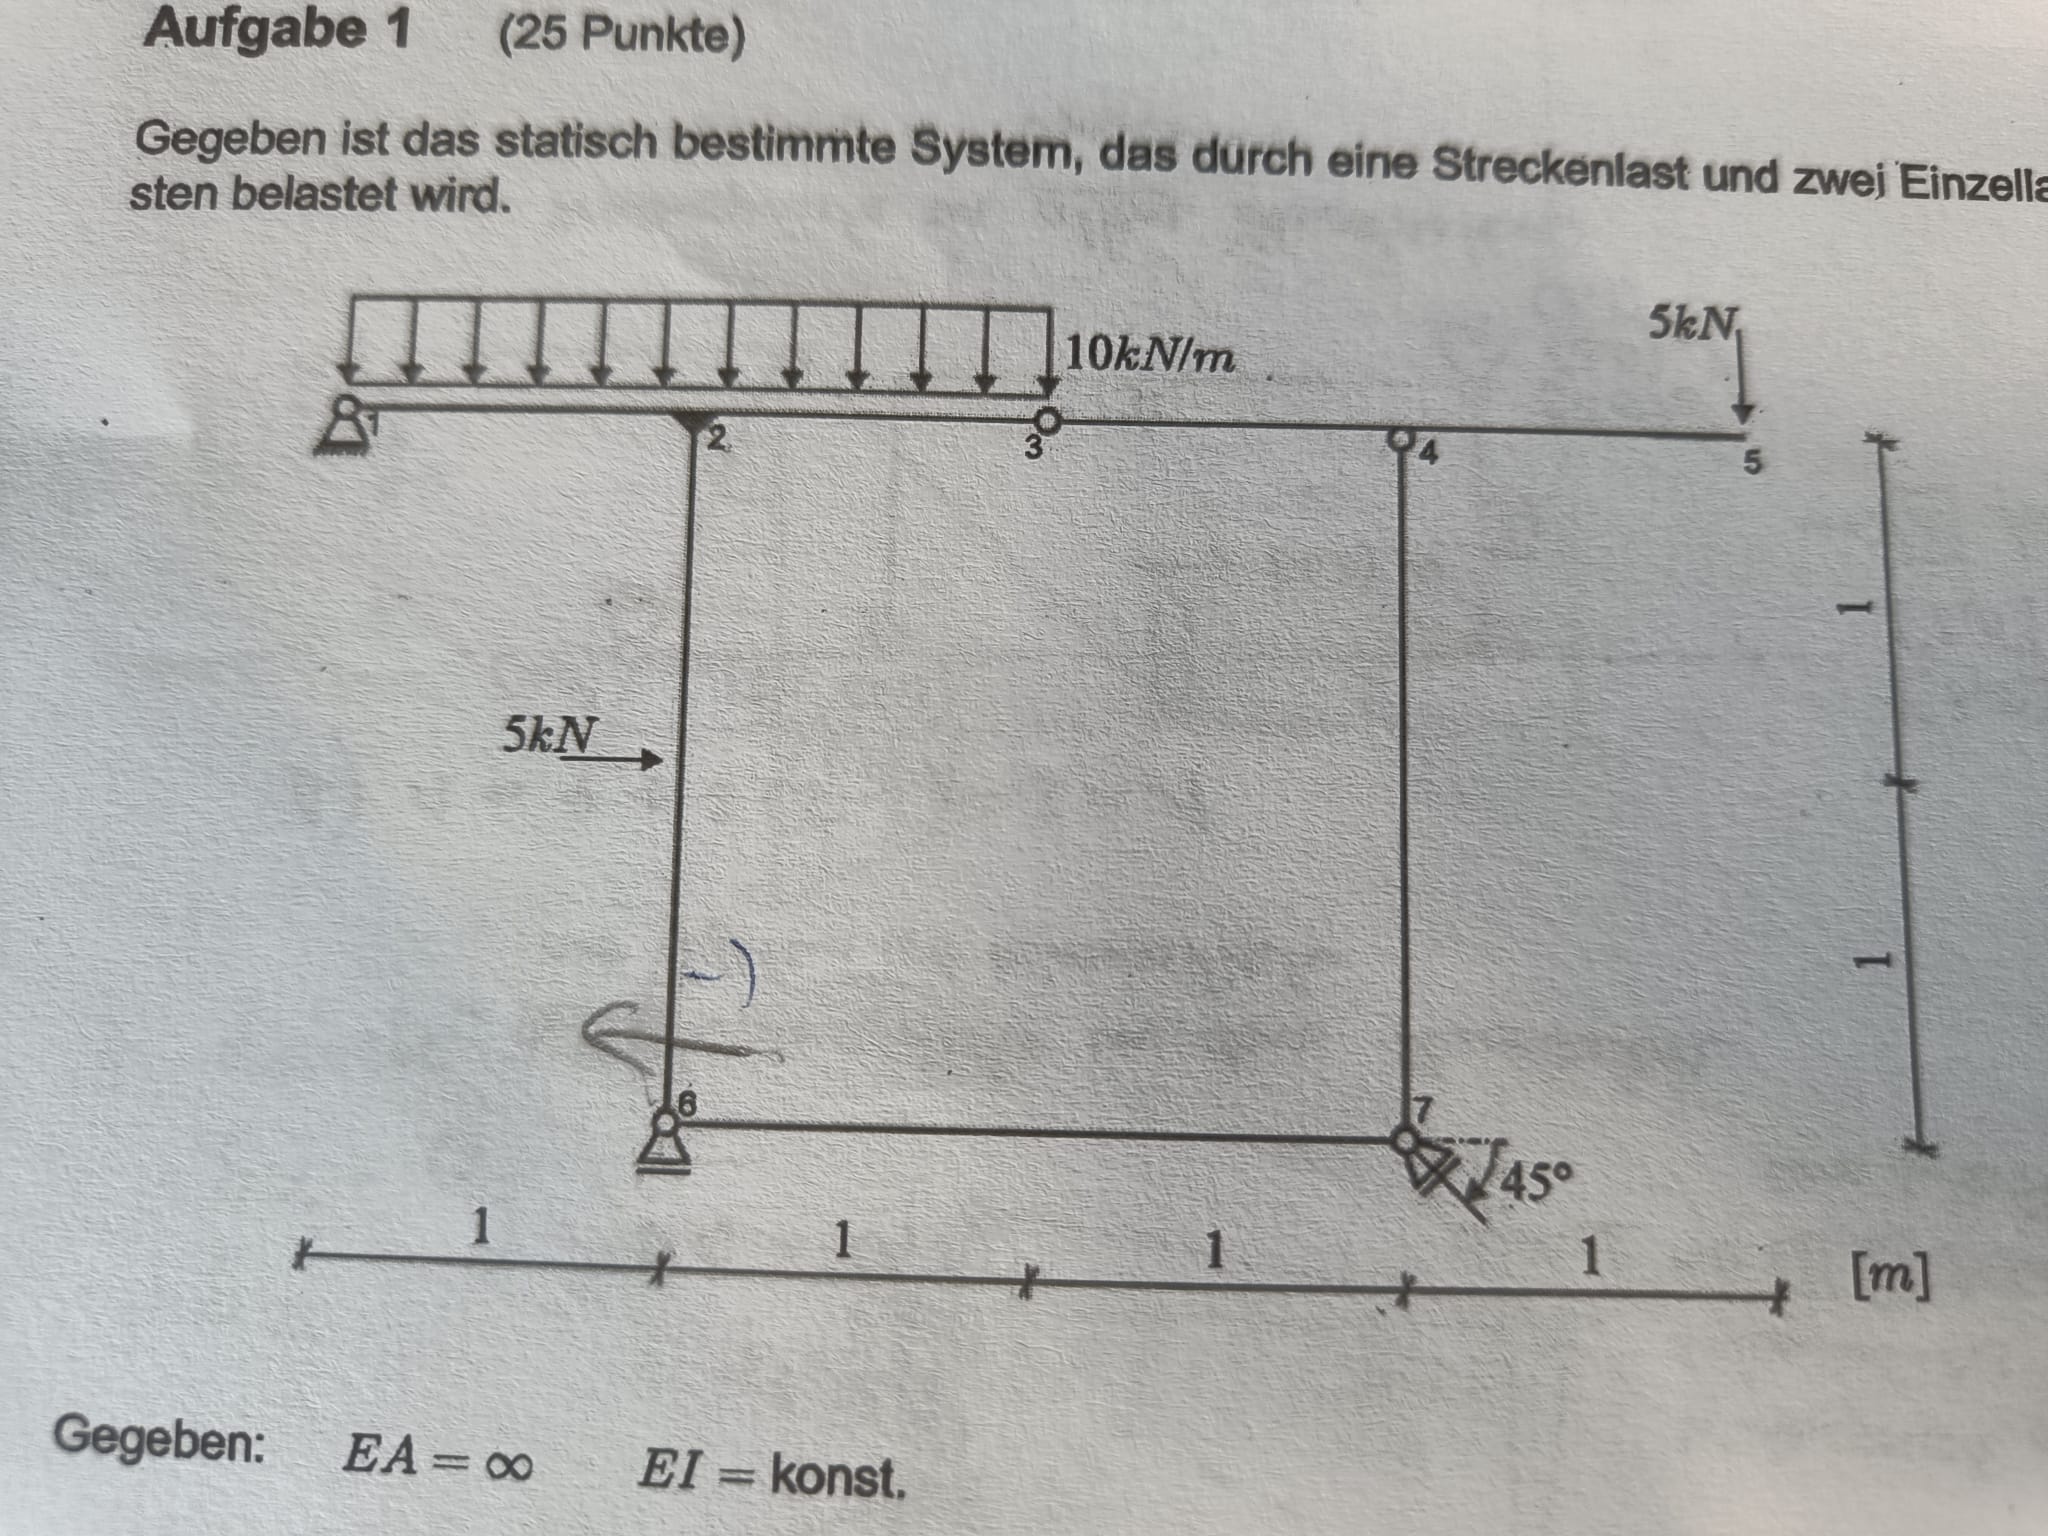 Aufgabe 1 (25 Punkte)
Gegeben ist das statisch bestimmte System, das durch eine Streckenlast und zwei Einzella
sten belastet wird.
10kN/m
5kN
1
2
3
4
5
1
5kN
1
6
7
45°
1
1
1
1
[m]
Gegeben: EA = ∞ EI = konst.